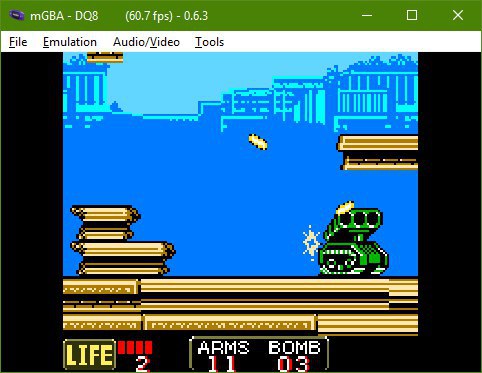 mGBA - DQ8 (60.7 fps) - 0.6.3
File Emulation Audio/Video Tools
LIFE 2
ARMS BOMB
11 03